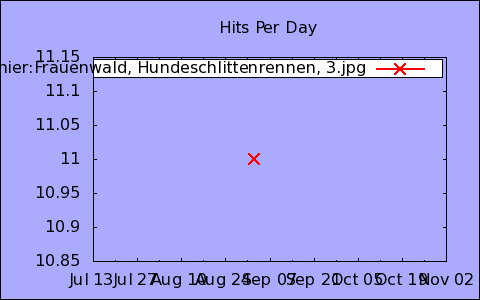 Hits Per Day
11.15
nier:Frauenwald, Hundeschlittenrennen, 3.jpg
11.1
11.05
11
10.95
10.9
10.85
Jul 13 Jul 27 Aug 10 Aug 24 Sep 07 Sep 21 Oct 05 Oct 19 Nov 02